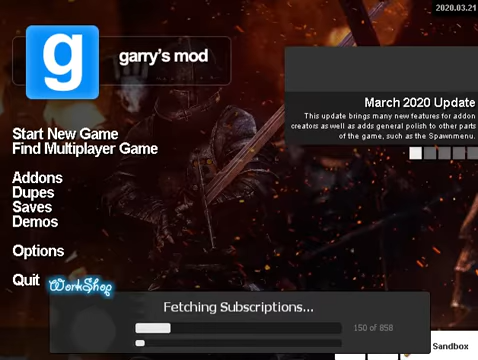 2020.03.21
g
garry's mod
March 2020 Update
This update brings many new features for addon
creators as well as adds general polish to other parts
of the game, such as the Spawnmenu.
Start New Game
Find Multiplayer Game
Addons
Dupes
Saves
Demos
Options
Quit
WorkShop
Fetching Subscriptions...
150 of 858
Sandbox